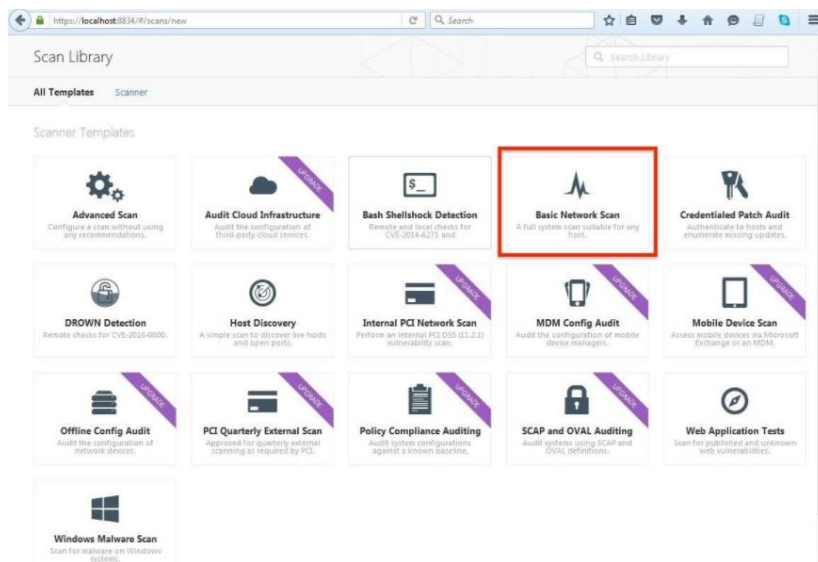 https://localhost:8834/#/scans/new
Search
Scan Library
Search Library
All Templates Scanner
Scanner Templates
Advanced Scan
Configure a scan without using
any recommendations.
UPGRADE
Audit Cloud Infrastructure
Audit the configuration of
third-party cloud services.
$_
Bash Shellshock Detection
Remote and local checks for
CVE-2014-6271 and
Basic Network Scan
A full system scan suitable for any
host.
Credentialed Patch Audit
Authenticate to hosts and
enumerate missing updates.
DROWN Detection
Remote checks for CVE-2016-0800.
Host Discovery
A simple scan to discover live hosts
and open ports.
UPGRADE
Internal PCI Network Scan
Perform an internal PCI DSS (11.2.1)
vulnerability scan.
UPGRADE
MDM Config Audit
Audit the configuration of mobile
device managers.
UPGRADE
Mobile Device Scan
Assess mobile devices via Microsoft
Exchange or an MDM.
UPGRADE
Offline Config Audit
Audit the configuration of
network devices.
UPGRADE
PCI Quarterly External Scan
Approved for quarterly external
scanning as required by PCI.
UPGRADE
Policy Compliance Auditing
Audit system configurations
against a known baseline.
UPGRADE
SCAP and OVAL Auditing
Audit systems using SCAP and
OVAL definitions.
Web Application Tests
Scan for published and unknown
web vulnerabilities.
Windows Malware Scan
Scan for malware on Windows
systems.